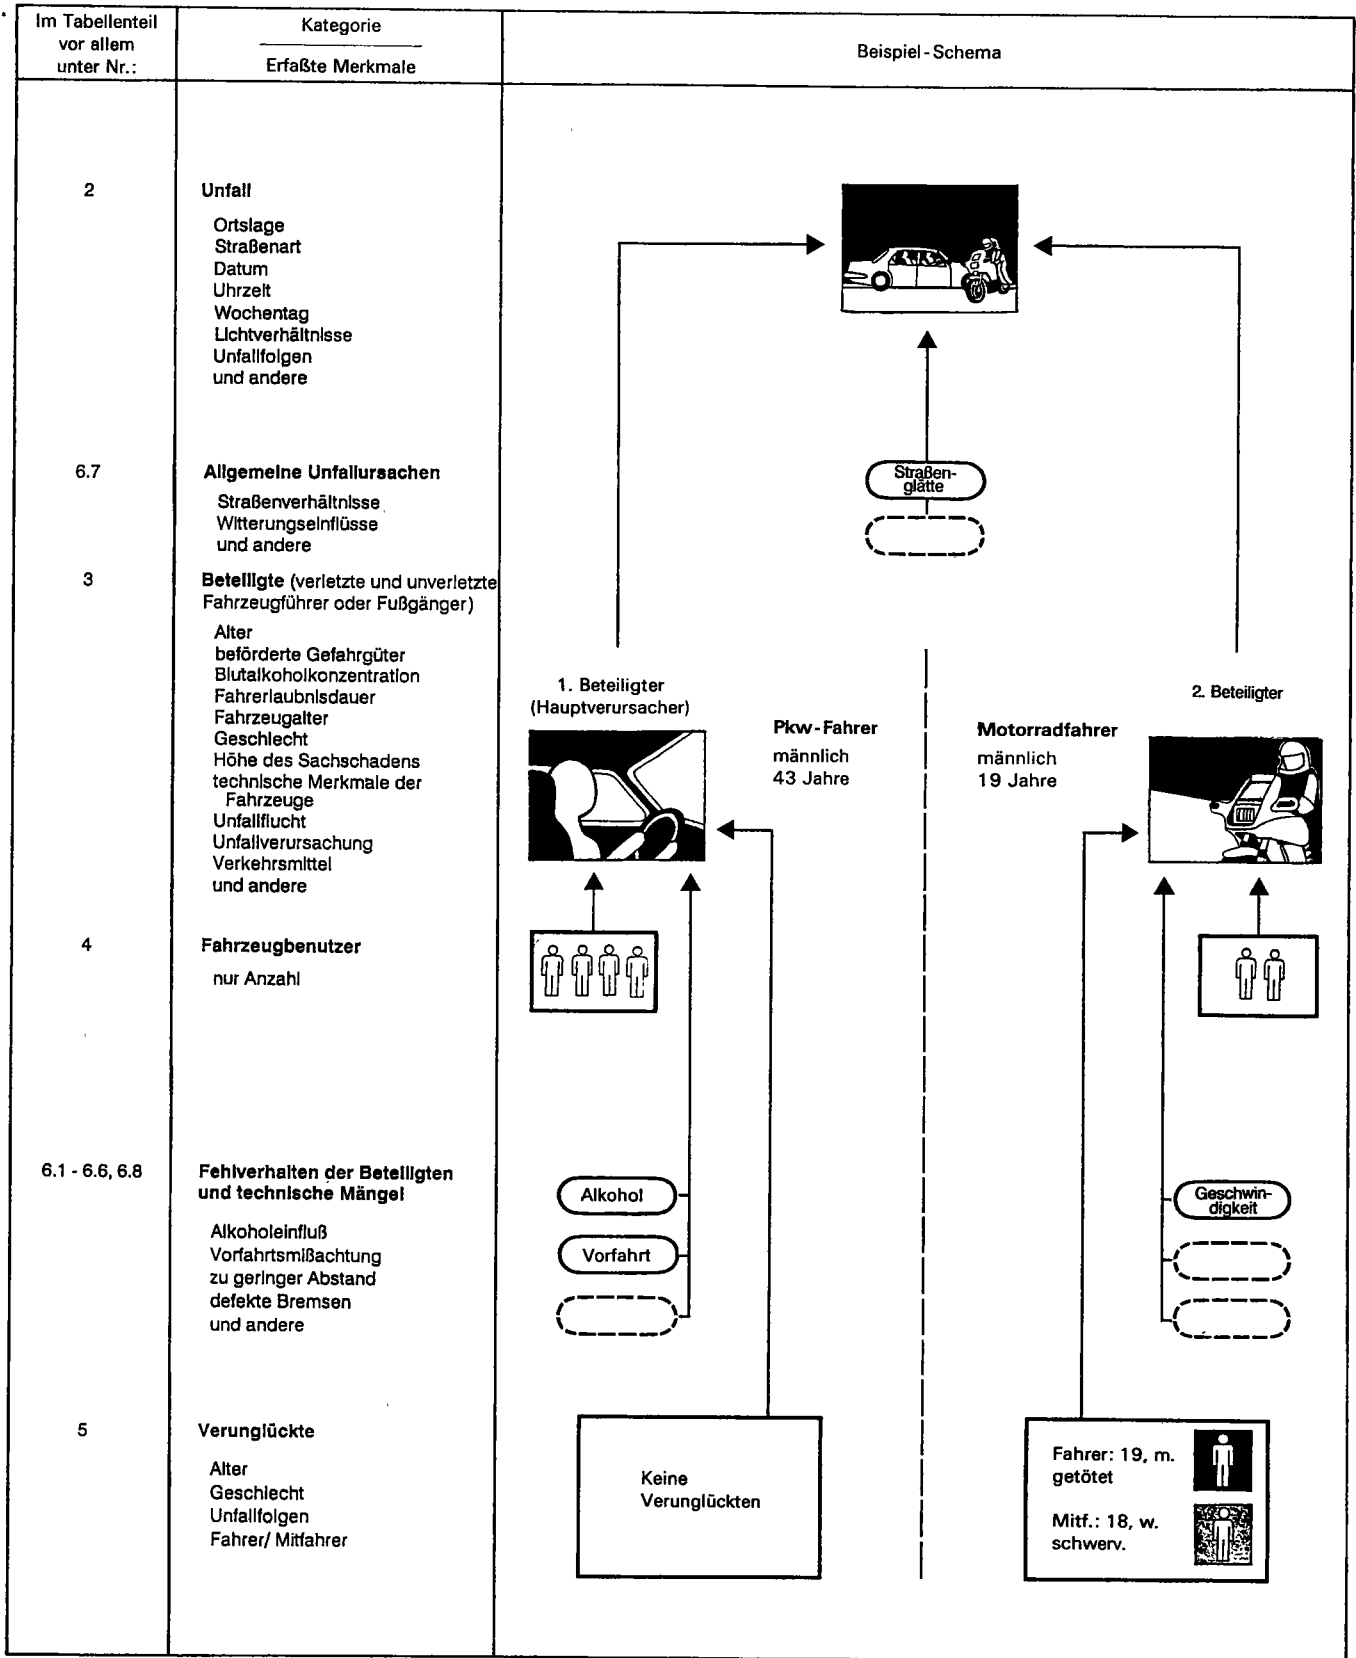 Im Tabellenteil
vor allem
unter Nr.:
Kategorie
Erfaßte Merkmale
Beispiel - Schema
2
Unfall
Ortslage
Straßenart
Datum
Uhrzeit
Wochentag
Lichtverhältnisse
Unfallfolgen
und andere
6.7
Allgemeine Unfallursachen
Straßenverhältnisse
Witterungseinflüsse
und andere
Straßen-
glätte
3
Beteiligte (verletzte und unverletzte
Fahrzeugführer oder Fußgänger)
Alter
beförderte Gefahrgüter
Blutalkoholkonzentration
Fahrerlaubnisdauer
Fahrzeugalter
Geschlecht
Höhe des Sachschadens
technische Merkmale der
Fahrzeuge
Unfallflucht
Unfallverursachung
Verkehrsmittel
und andere
1. Beteiligter
(Hauptverursacher)
Pkw - Fahrer
männlich
43 Jahre
Motorradfahrer
männlich
19 Jahre
2. Beteiligter
4
Fahrzeugbenutzer
nur Anzahl
6.1 - 6.6, 6.8
Fehlverhalten der Beteiligten
und technische Mängel
Alkoholeinfluß
Vorfahrtsmißachtung
zu geringer Abstand
defekte Bremsen
und andere
Alkohol
Vorfahrt
Geschwin-
digkeit
5
Verunglückte
Alter
Geschlecht
Unfallfolgen
Fahrer/ Mitfahrer
Keine
Verunglückten
Fahrer: 19, m.
getötet
Mitf.: 18, w.
schwerv.